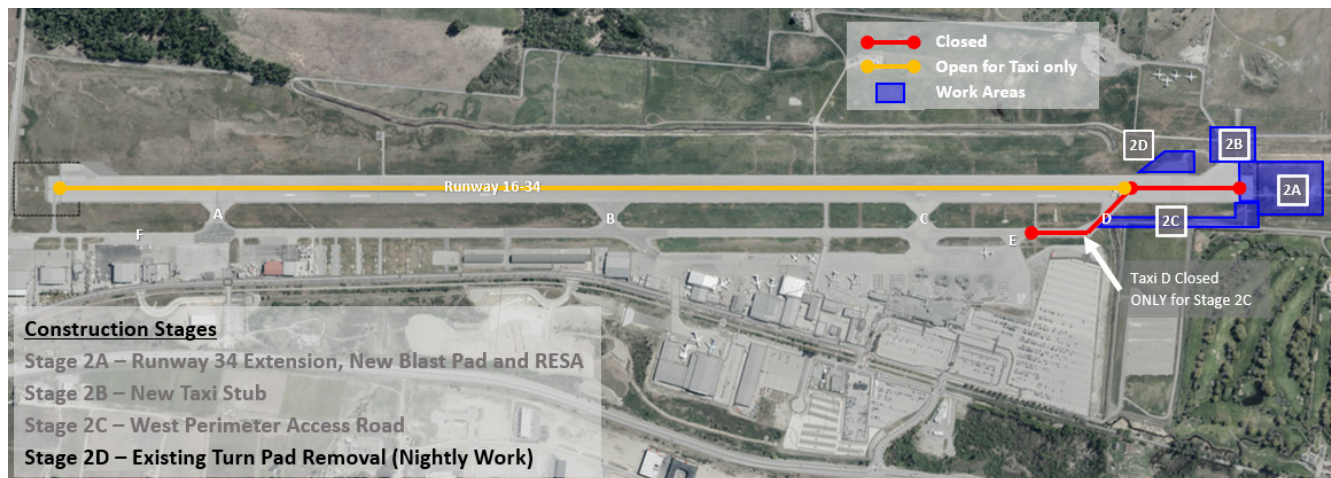 Closed
Open for Taxi only
Work Areas
2D
2B
Runway 16-34
2A
A
B
C
D
2C
F
E
Taxi D Closed
ONLY for Stage 2C
Construction Stages
Stage 2A – Runway 34 Extension, New Blast Pad and RESA
Stage 2B – New Taxi Stub
Stage 2C – West Perimeter Access Road
Stage 2D – Existing Turn Pad Removal (Nightly Work)